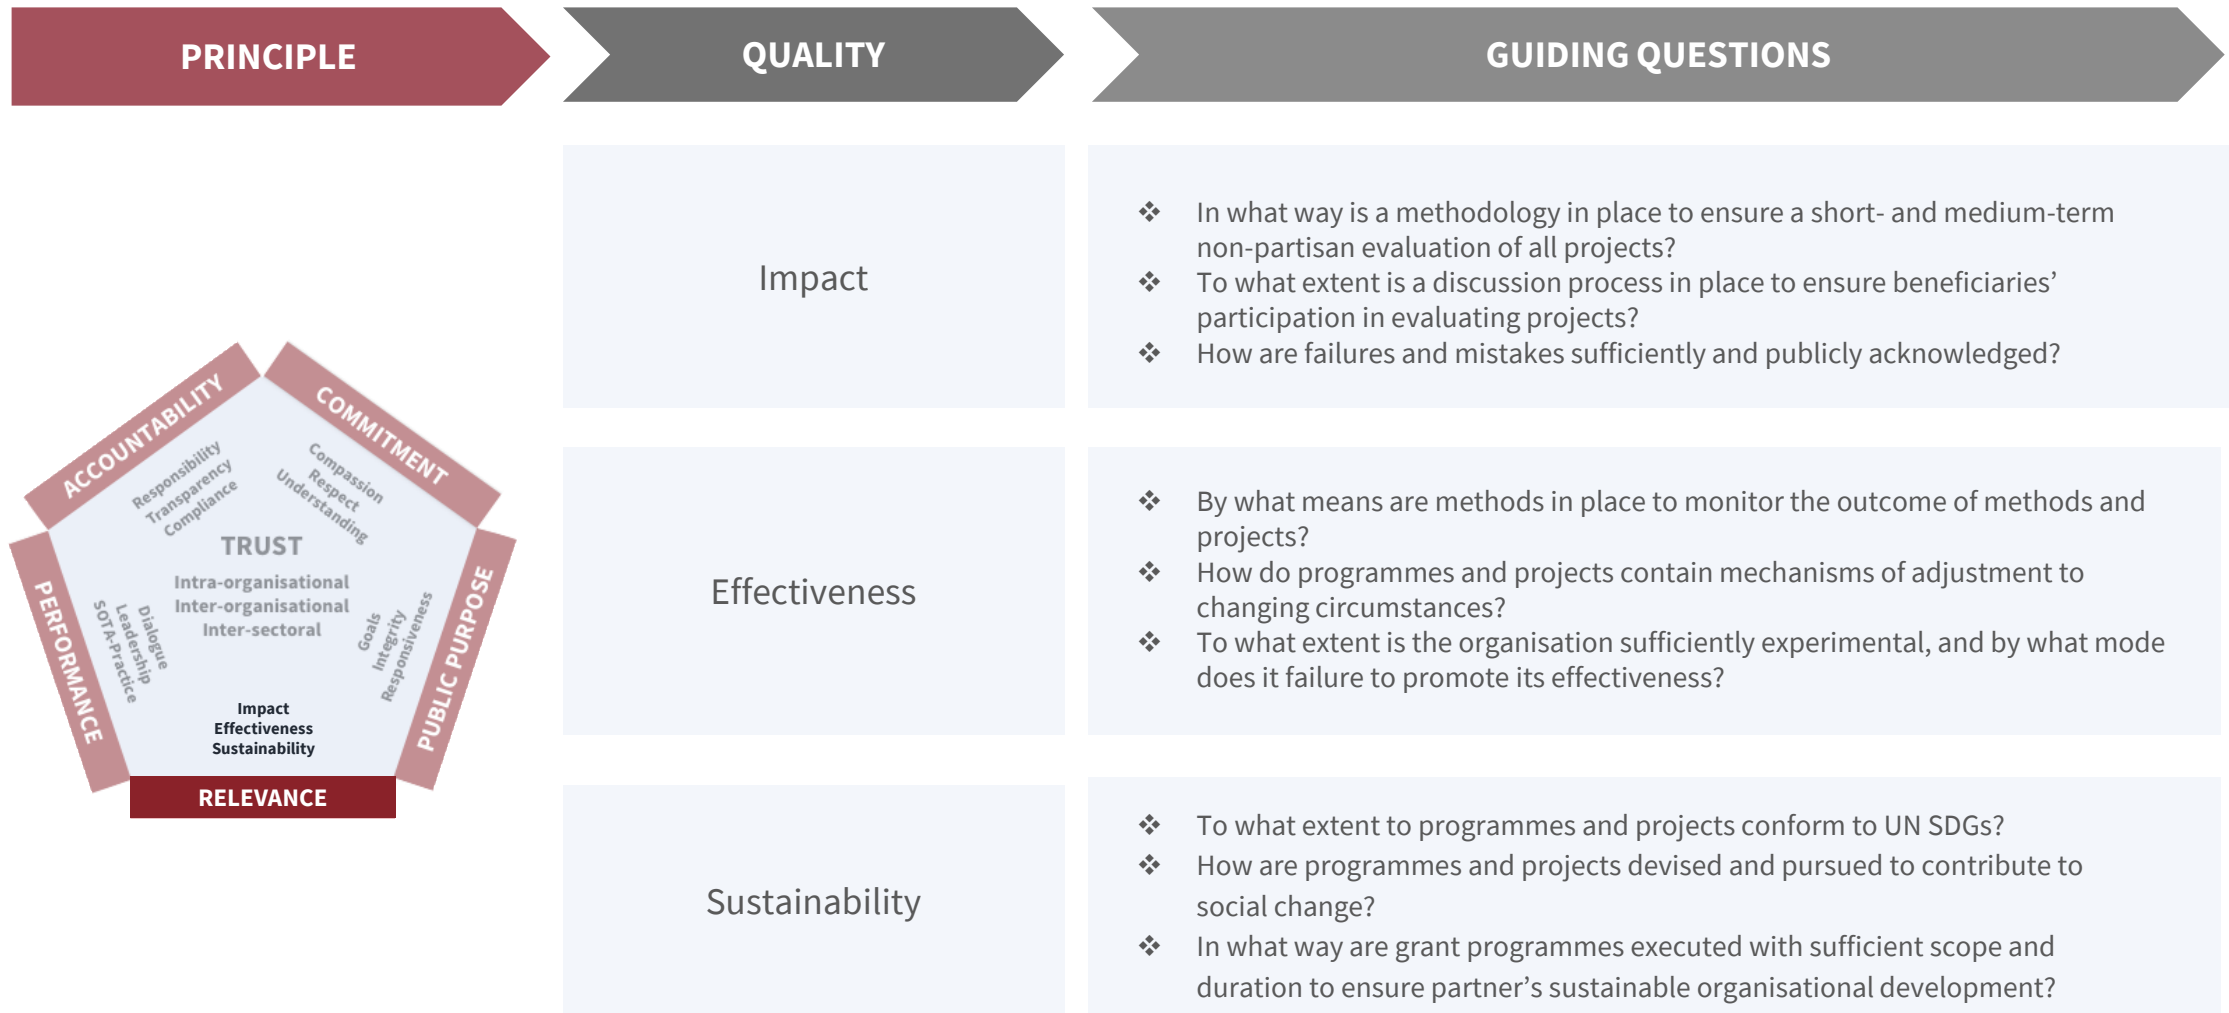 PRINCIPLE
QUALITY
GUIDING QUESTIONS
ACCOUNTABILITY
Responsibility
Transparency
Compliance
COMMITMENT
Compassion
Respect
Understanding
TRUST
Intra-organisational
Inter-organisational
Inter-sectoral
PERFORMANCE
Dialogue
Leadership
SOTA-Practice
PUBLIC PURPOSE
Goals
Integrity
Responsiveness
Impact
Effectiveness
Sustainability
RELEVANCE
Impact
❖ In what way is a methodology in place to ensure a short- and medium-term
non-partisan evaluation of all projects?
❖ To what extent is a discussion process in place to ensure beneficiaries’
participation in evaluating projects?
❖ How are failures and mistakes sufficiently and publicly acknowledged?
Effectiveness
❖ By what means are methods in place to monitor the outcome of methods and
projects?
❖ How do programmes and projects contain mechanisms of adjustment to
changing circumstances?
❖ To what extent is the organisation sufficiently experimental, and by what mode
does it failure to promote its effectiveness?
Sustainability
❖ To what extent to programmes and projects conform to UN SDGs?
❖ How are programmes and projects devised and pursued to contribute to
social change?
❖ In what way are grant programmes executed with sufficient scope and
duration to ensure partner’s sustainable organisational development?